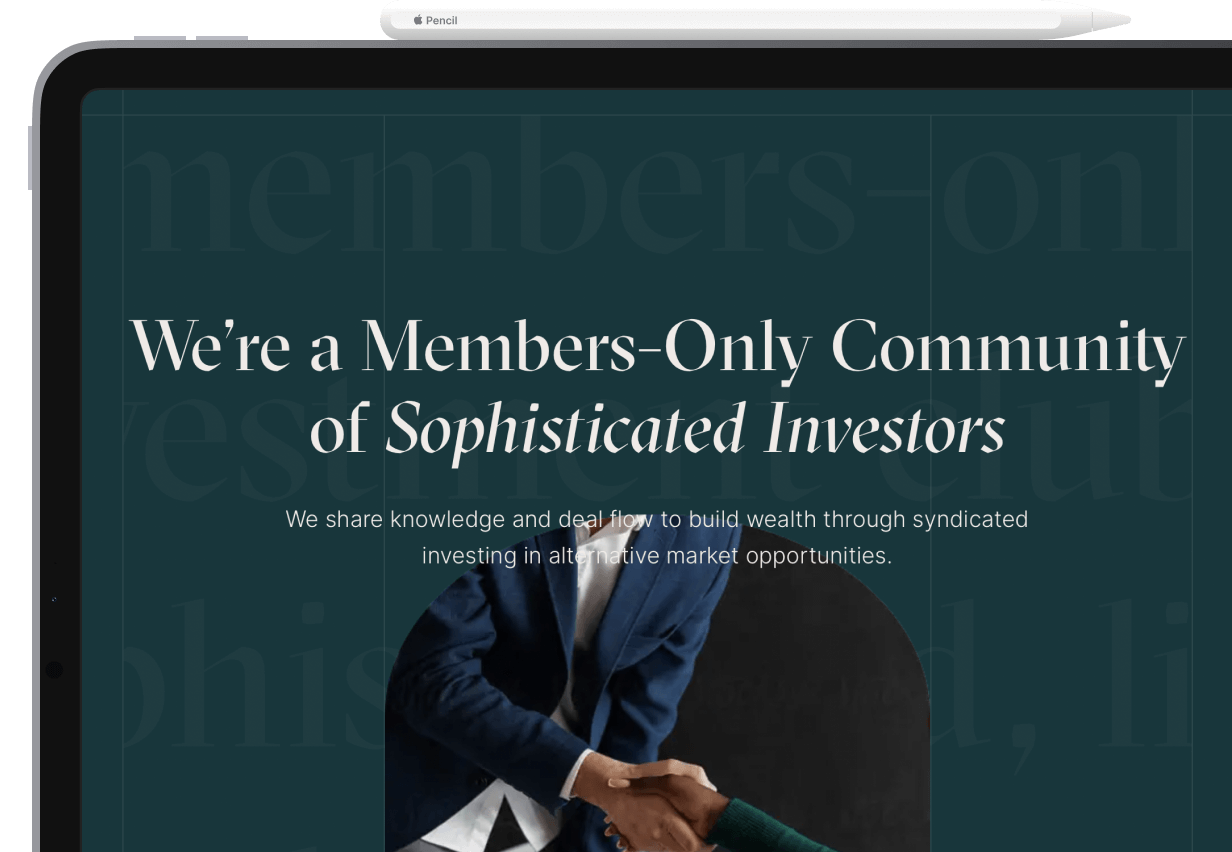 Pencil
members-onl
We’re a Members-Only Community
vestment club
of Sophisticated Investors
We share knowledge and deal flow to build wealth through syndicated
investing in alternative market opportunities.
phis d, li